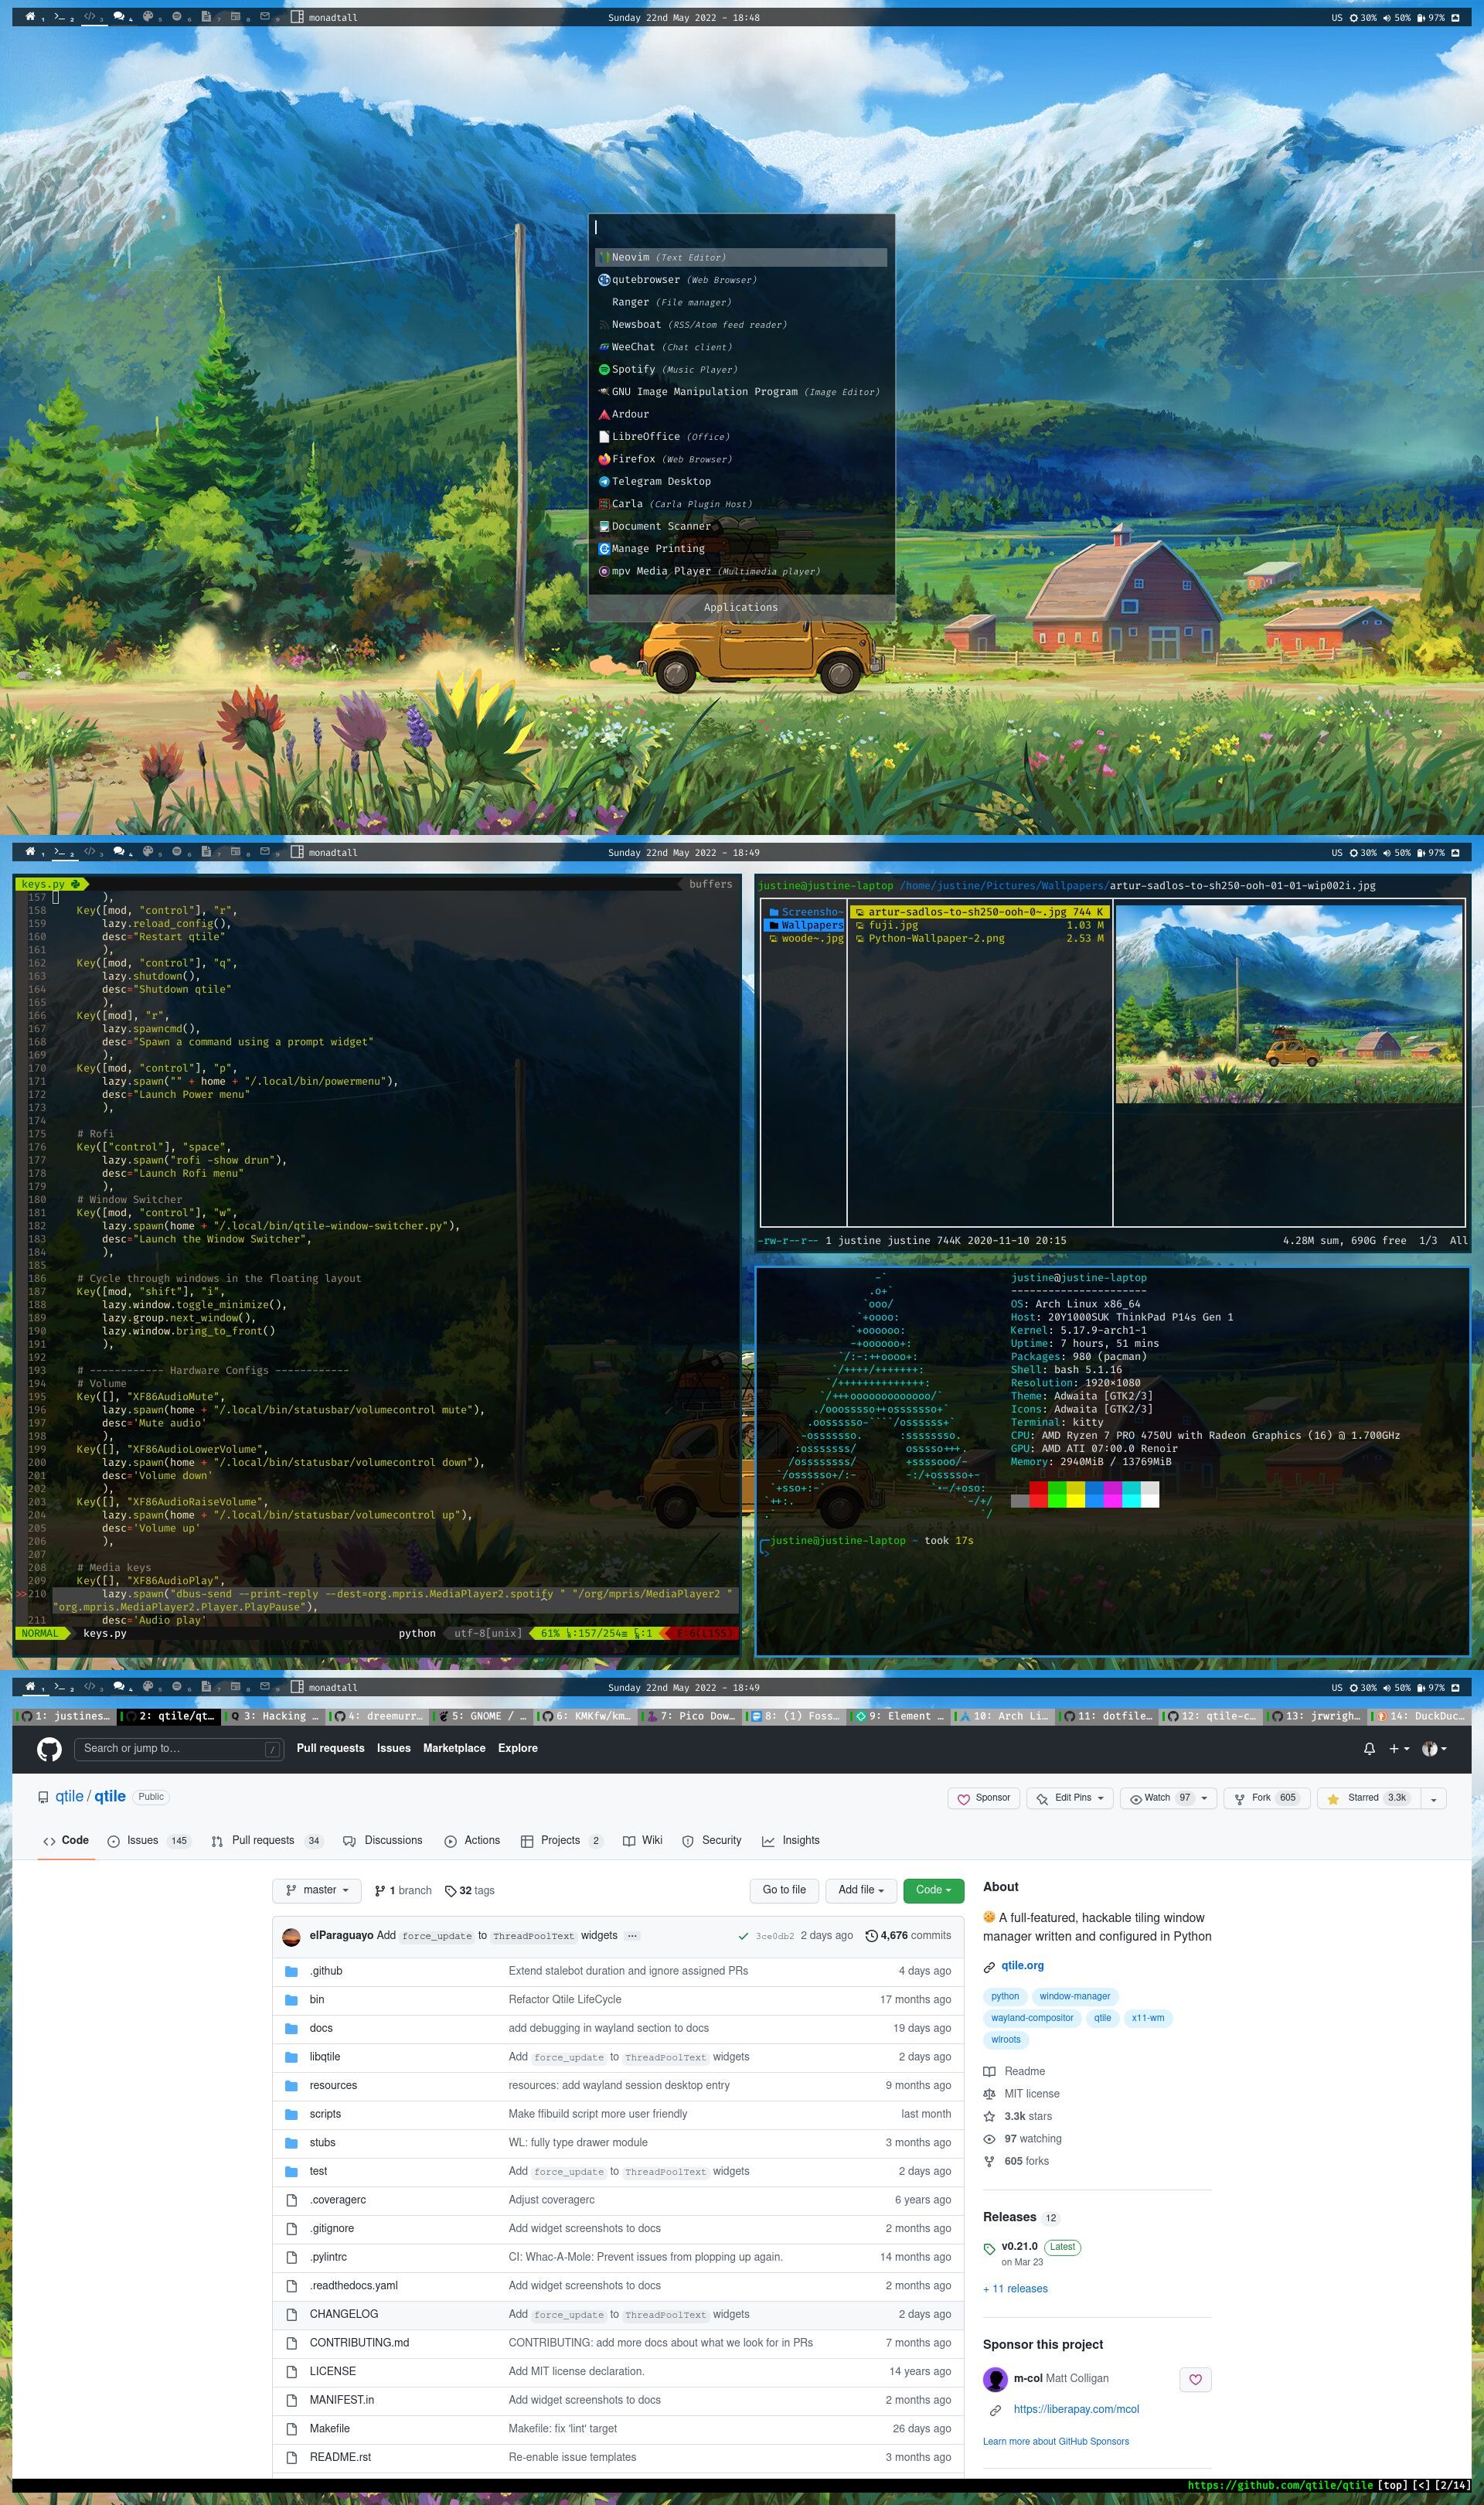 1 2 3 4 5 6 7 8 9 monadtall
Sunday 22nd May 2022 - 18:48
US 30% 50% 97%
Neovim (Text Editor)
qutebrowser (Web Browser)
Ranger (File manager)
Newsboat (RSS/Atom feed reader)
WeeChat (Chat client)
Spotify (Music Player)
GNU Image Manipulation Program (Image Editor)
Ardour
LibreOffice (Office)
Firefox (Web Browser)
Telegram Desktop
Carla (Carla Plugin Host)
Document Scanner
Manage Printing
mpv Media Player (Multimedia player)
Applications
1 2 3 4 5 6 7 8 9 monadtall
Sunday 22nd May 2022 - 18:49
US 30% 50% 97%
keys.py buffers
157 ),
158 Key([mod, "control"], "r",
159 lazy.reload_config(),
160 desc="Restart qtile"
161 ),
162 Key([mod, "control"], "q",
163 lazy.shutdown(),
164 desc="Shutdown qtile"
165 ),
166 Key([mod], "r",
167 lazy.spawncmd(),
168 desc="Spawn a command using a prompt widget"
169 ),
170 Key([mod, "control"], "p",
171 lazy.spawn("" + home + "/.local/bin/powermenu"),
172 desc="Launch Power menu"
173 ),
174
175 # Rofi
176 Key(["control"], "space",
177 lazy.spawn("rofi -show drun"),
178 desc="Launch Rofi menu"
179 ),
180 # Window Switcher
181 Key([mod, "control"], "w",
182 lazy.spawn(home + "/.local/bin/qtile-window-switcher.py"),
183 desc="Launch the Window Switcher",
184 ),
185
186 # Cycle through windows in the floating layout
187 Key([mod, "shift"], "i",
188 lazy.window.toggle_minimize(),
189 lazy.group.next_window(),
190 lazy.window.bring_to_front()
191 ),
192
193 # ------------ Hardware Configs ------------
194 # Volume
195 Key([], "XF86AudioMute",
196 lazy.spawn(home + "/.local/bin/statusbar/volumecontrol mute"),
197 desc='Mute audio'
198 ),
199 Key([], "XF86AudioLowerVolume",
200 lazy.spawn(home + "/.local/bin/statusbar/volumecontrol down"),
201 desc='Volume down'
202 ),
203 Key([], "XF86AudioRaiseVolume",
204 lazy.spawn(home + "/.local/bin/statusbar/volumecontrol up"),
205 desc='Volume up'
206 ),
207
208 # Media keys
209 Key([], "XF86AudioPlay",
>>210 lazy.spawn("dbus-send --print-reply --dest=org.mpris.MediaPlayer2.spotify " "/org/mpris/MediaPlayer2 "
"org.mpris.MediaPlayer2.Player.PlayPause"),
211 desc='Audio play'
NORMAL keys.py python utf-8[unix] 61% :157/254 :1 E:6(L155)
justine@justine-laptop /home/justine/Pictures/Wallpapers/artur-sadlos-to-sh250-ooh-01-01-wip002i.jpg
Screensho~ artur-sadlos-to-sh250-ooh-0~.jpg 744 K
Wallpapers fuji.jpg 1.03 M
woode~.jpg Python-Wallpaper-2.png 2.53 M
-rw-r--r-- 1 justine justine 744K 2020-11-10 20:15 4.28M sum, 690G free 1/3 All
justine@justine-laptop
----------------------
OS: Arch Linux x86_64
Host: 20Y1000SUK ThinkPad P14s Gen 1
Kernel: 5.17.9-arch1-1
Uptime: 7 hours, 51 mins
Packages: 980 (pacman)
Shell: bash 5.1.16
Resolution: 1920x1080
Theme: Adwaita [GTK2/3]
Icons: Adwaita [GTK2/3]
Terminal: kitty
CPU: AMD Ryzen 7 PRO 4750U with Radeon Graphics (16) @ 1.700GHz
GPU: AMD ATI 07:00.0 Renoir
Memory: 2940MiB / 13769MiB
justine@justine-laptop ~ took 17s
>
1 2 3 4 5 6 7 8 9 monadtall
Sunday 22nd May 2022 - 18:49
US 30% 50% 97%
1: justines… 2: qtile/qt… 3: Hacking … 4: dreemurr… 5: GNOME / … 6: KMKfw/km… 7: Pico Dow… 8: (1) Foss… 9: Element … 10: Arch Li… 11: dotfile… 12: qtile-c… 13: jrwrigh… 14: DuckDuc…
Search or jump to… / Pull requests Issues Marketplace Explore
qtile / qtile Public
Sponsor Edit Pins Watch 97 Fork 605 Starred 3.3k
Code Issues 145 Pull requests 34 Discussions Actions Projects 2 Wiki Security Insights
master 1 branch 32 tags Go to file Add file Code
elParaguayo Add force_update to ThreadPoolText widgets … 3ce0db2 2 days ago 4,676 commits
.github Extend stalebot duration and ignore assigned PRs 4 days ago
bin Refactor Qtile LifeCycle 17 months ago
docs add debugging in wayland section to docs 19 days ago
libqtile Add force_update to ThreadPoolText widgets 2 days ago
resources resources: add wayland session desktop entry 9 months ago
scripts Make ffibuild script more user friendly last month
stubs WL: fully type drawer module 3 months ago
test Add force_update to ThreadPoolText widgets 2 days ago
.coveragerc Adjust coveragerc 6 years ago
.gitignore Add widget screenshots to docs 2 months ago
.pylintrc CI: Whac-A-Mole: Prevent issues from plopping up again. 14 months ago
.readthedocs.yaml Add widget screenshots to docs 2 months ago
CHANGELOG Add force_update to ThreadPoolText widgets 2 days ago
CONTRIBUTING.md CONTRIBUTING: add more docs about what we look for in PRs 7 months ago
LICENSE Add MIT license declaration. 14 years ago
MANIFEST.in Add widget screenshots to docs 2 months ago
Makefile Makefile: fix 'lint' target 26 days ago
README.rst Re-enable issue templates 3 months ago
About
A full-featured, hackable tiling window
manager written and configured in Python
qtile.org
python window-manager
wayland-compositor qtile x11-wm
wlroots
Readme
MIT license
3.3k stars
97 watching
605 forks
Releases 12
v0.21.0 Latest
on Mar 23
+ 11 releases
Sponsor this project
m-col Matt Colligan
https://liberapay.com/mcol
Learn more about GitHub Sponsors
https://github.com/qtile/qtile [top] [<] [2/14]